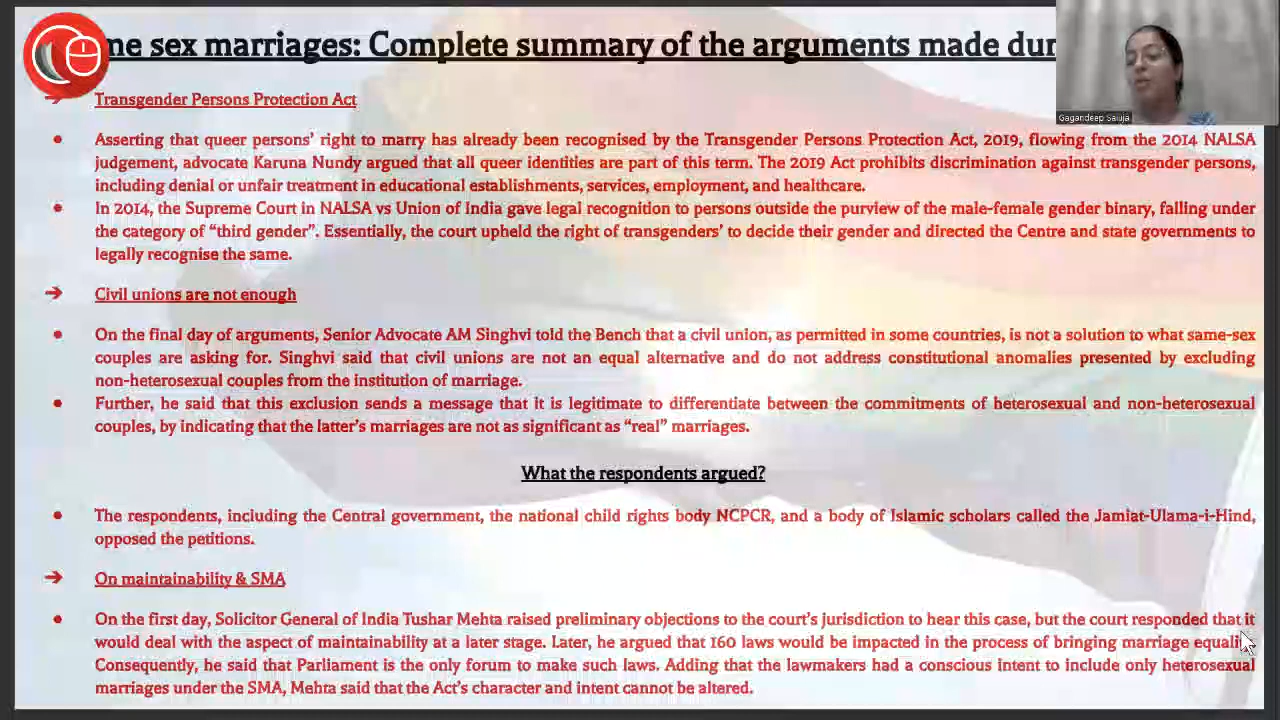 me sex marriages: Complete summary of the arguments made dur
Gagandeep Saluja
→ Transgender Persons Protection Act
• Asserting that queer persons’ right to marry has already been recognised by the Transgender Persons Protection Act, 2019, flowing from the 2014 NALSA
judgement, advocate Karuna Nundy argued that all queer identities are part of this term. The 2019 Act prohibits discrimination against transgender persons,
including denial or unfair treatment in educational establishments, services, employment, and healthcare.
• In 2014, the Supreme Court in NALSA vs Union of India gave legal recognition to persons outside the purview of the male-female gender binary, falling under
the category of “third gender”. Essentially, the court upheld the right of transgenders’ to decide their gender and directed the Centre and state governments to
legally recognise the same.
→ Civil unions are not enough
• On the final day of arguments, Senior Advocate AM Singhvi told the Bench that a civil union, as permitted in some countries, is not a solution to what same-sex
couples are asking for. Singhvi said that civil unions are not an equal alternative and do not address constitutional anomalies presented by excluding
non-heterosexual couples from the institution of marriage.
• Further, he said that this exclusion sends a message that it is legitimate to differentiate between the commitments of heterosexual and non-heterosexual
couples, by indicating that the latter’s marriages are not as significant as “real” marriages.
What the respondents argued?
• The respondents, including the Central government, the national child rights body NCPCR, and a body of Islamic scholars called the Jamiat-Ulama-i-Hind,
opposed the petitions.
→ On maintainability & SMA
• On the first day, Solicitor General of India Tushar Mehta raised preliminary objections to the court’s jurisdiction to hear this case, but the court responded that it
would deal with the aspect of maintainability at a later stage. Later, he argued that 160 laws would be impacted in the process of bringing marriage equali
Consequently, he said that Parliament is the only forum to make such laws. Adding that the lawmakers had a conscious intent to include only heterosexual
marriages under the SMA, Mehta said that the Act’s character and intent cannot be altered.